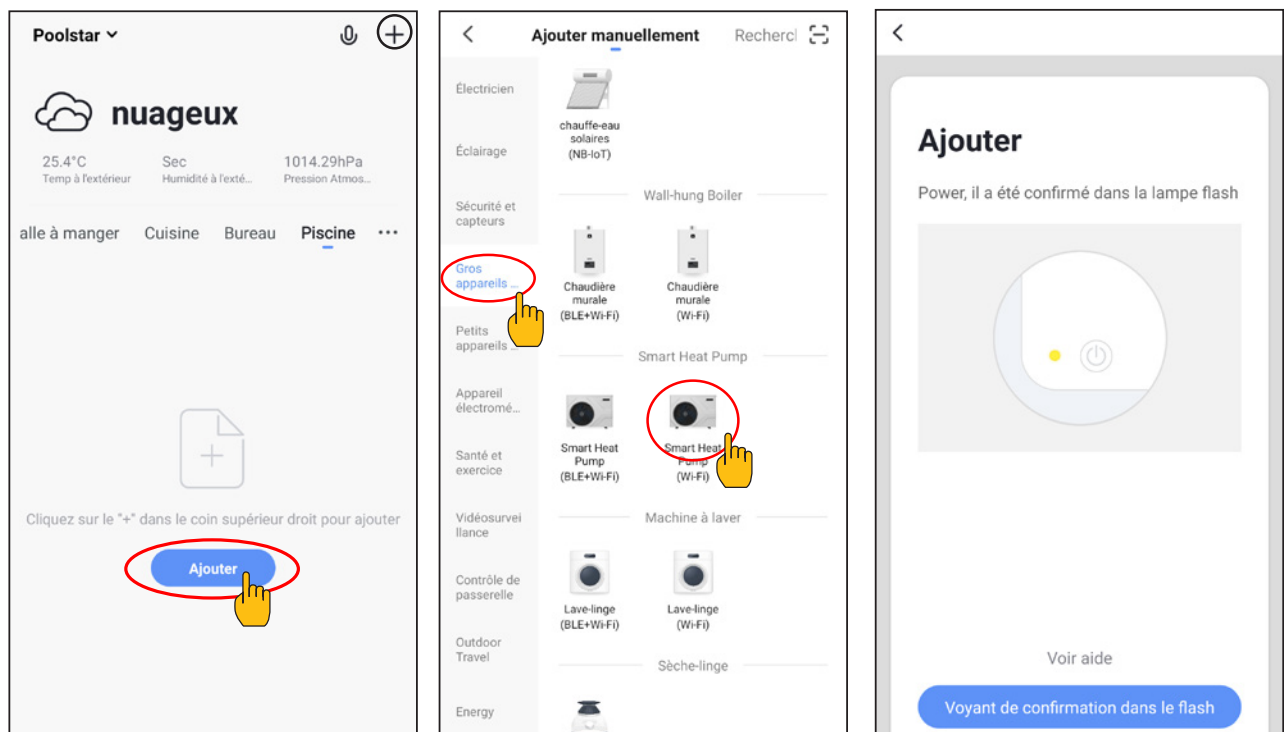 Poolstar
nuageux
25.4°C Sec 1014.29hPa
Temp à l'extérieur Humidité à l'exté... Pression Atmos...
alle à manger Cuisine Bureau Piscine ...
Cliquez sur le "+" dans le coin supérieur droit pour ajouter
Ajouter
Ajouter manuellement Recherc
Électricien
Éclairage
Sécurité et
capteurs
Gros
appareils ...
Petits
appareils ...
Appareil
électromé...
Santé et
exercice
Vidéosurvei
llance
Contrôle de
passerelle
Outdoor
Travel
Energy
chauffe-eau
solaires
(NB-IoT)
Wall-hung Boiler
Chaudière
murale
(BLE+Wi-Fi)
Chaudière
murale
(Wi-Fi)
Smart Heat Pump
Smart Heat
Pump
(BLE+Wi-Fi)
Smart Heat
Pump
(Wi-Fi)
Machine à laver
Lave-linge
(BLE+Wi-Fi)
Lave-linge
(Wi-Fi)
Sèche-linge
Ajouter
Power, il a été confirmé dans la lampe flash
Voir aide
Voyant de confirmation dans le flash